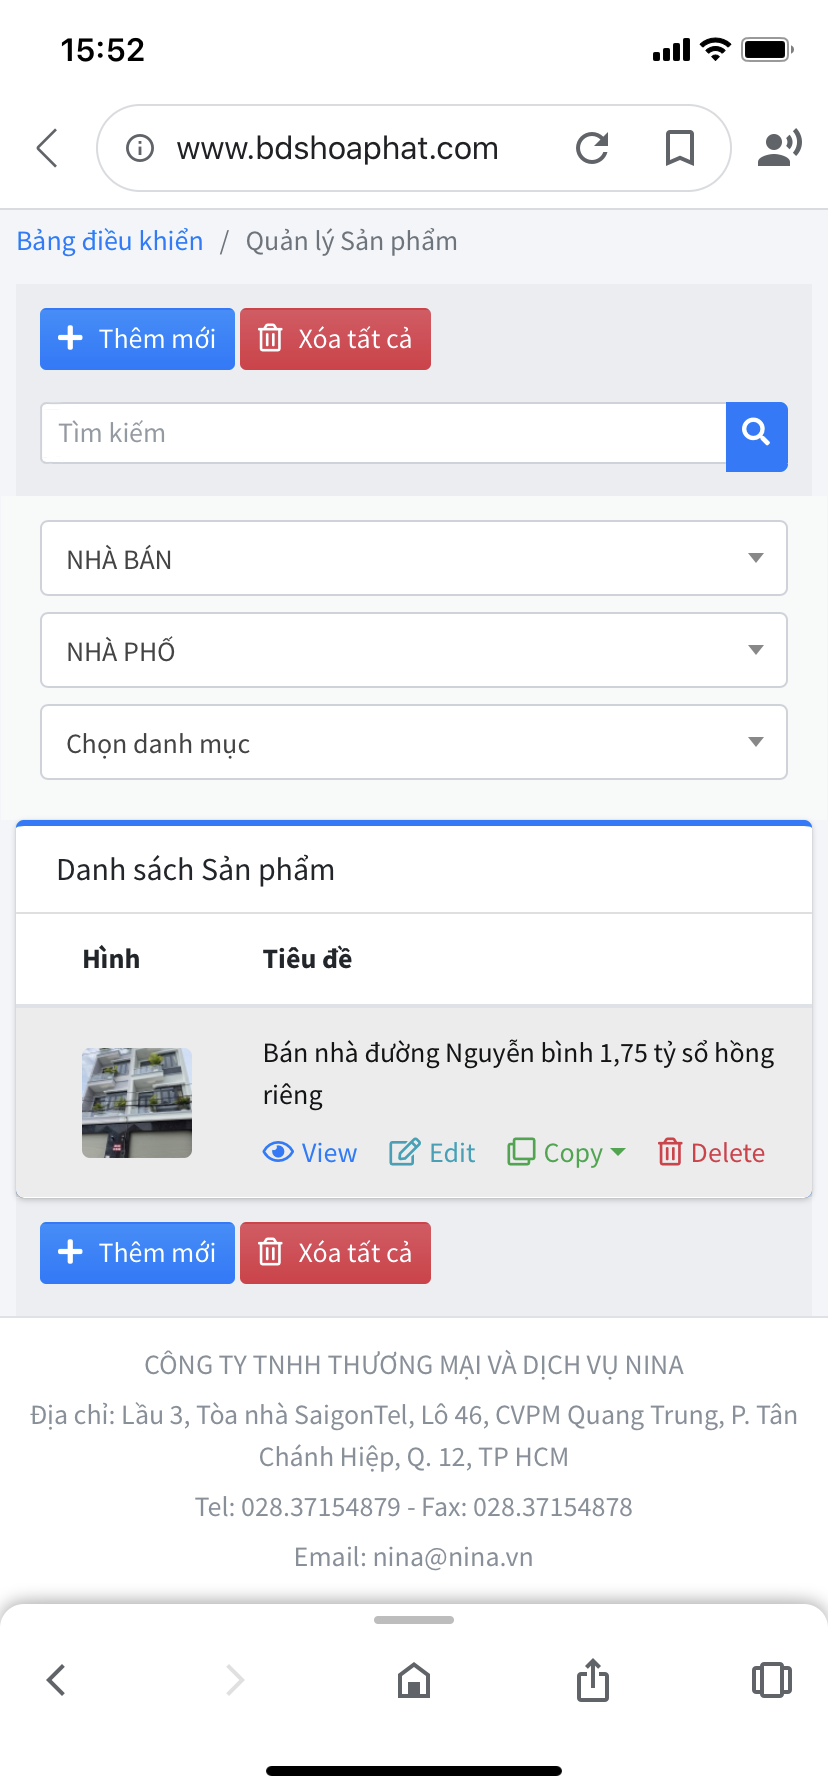 15:52
www.bdshoaphat.com
Bảng điều khiển / Quản lý Sản phẩm
Thêm mới Xóa tất cả
Tìm kiếm
NHÀ BÁN
NHÀ PHỐ
Chọn danh mục
Danh sách Sản phẩm
Hình Tiêu đề
Bán nhà đường Nguyễn bình 1,75 tỷ sổ hồng
riêng
View Edit Copy Delete
Thêm mới Xóa tất cả
CÔNG TY TNHH THƯƠNG MẠI VÀ DỊCH VỤ NINA
Địa chỉ: Lầu 3, Tòa nhà SaigonTel, Lô 46, CVPM Quang Trung, P. Tân
Chánh Hiệp, Q. 12, TP HCM
Tel: 028.37154879 - Fax: 028.37154878
Email: nina@nina.vn